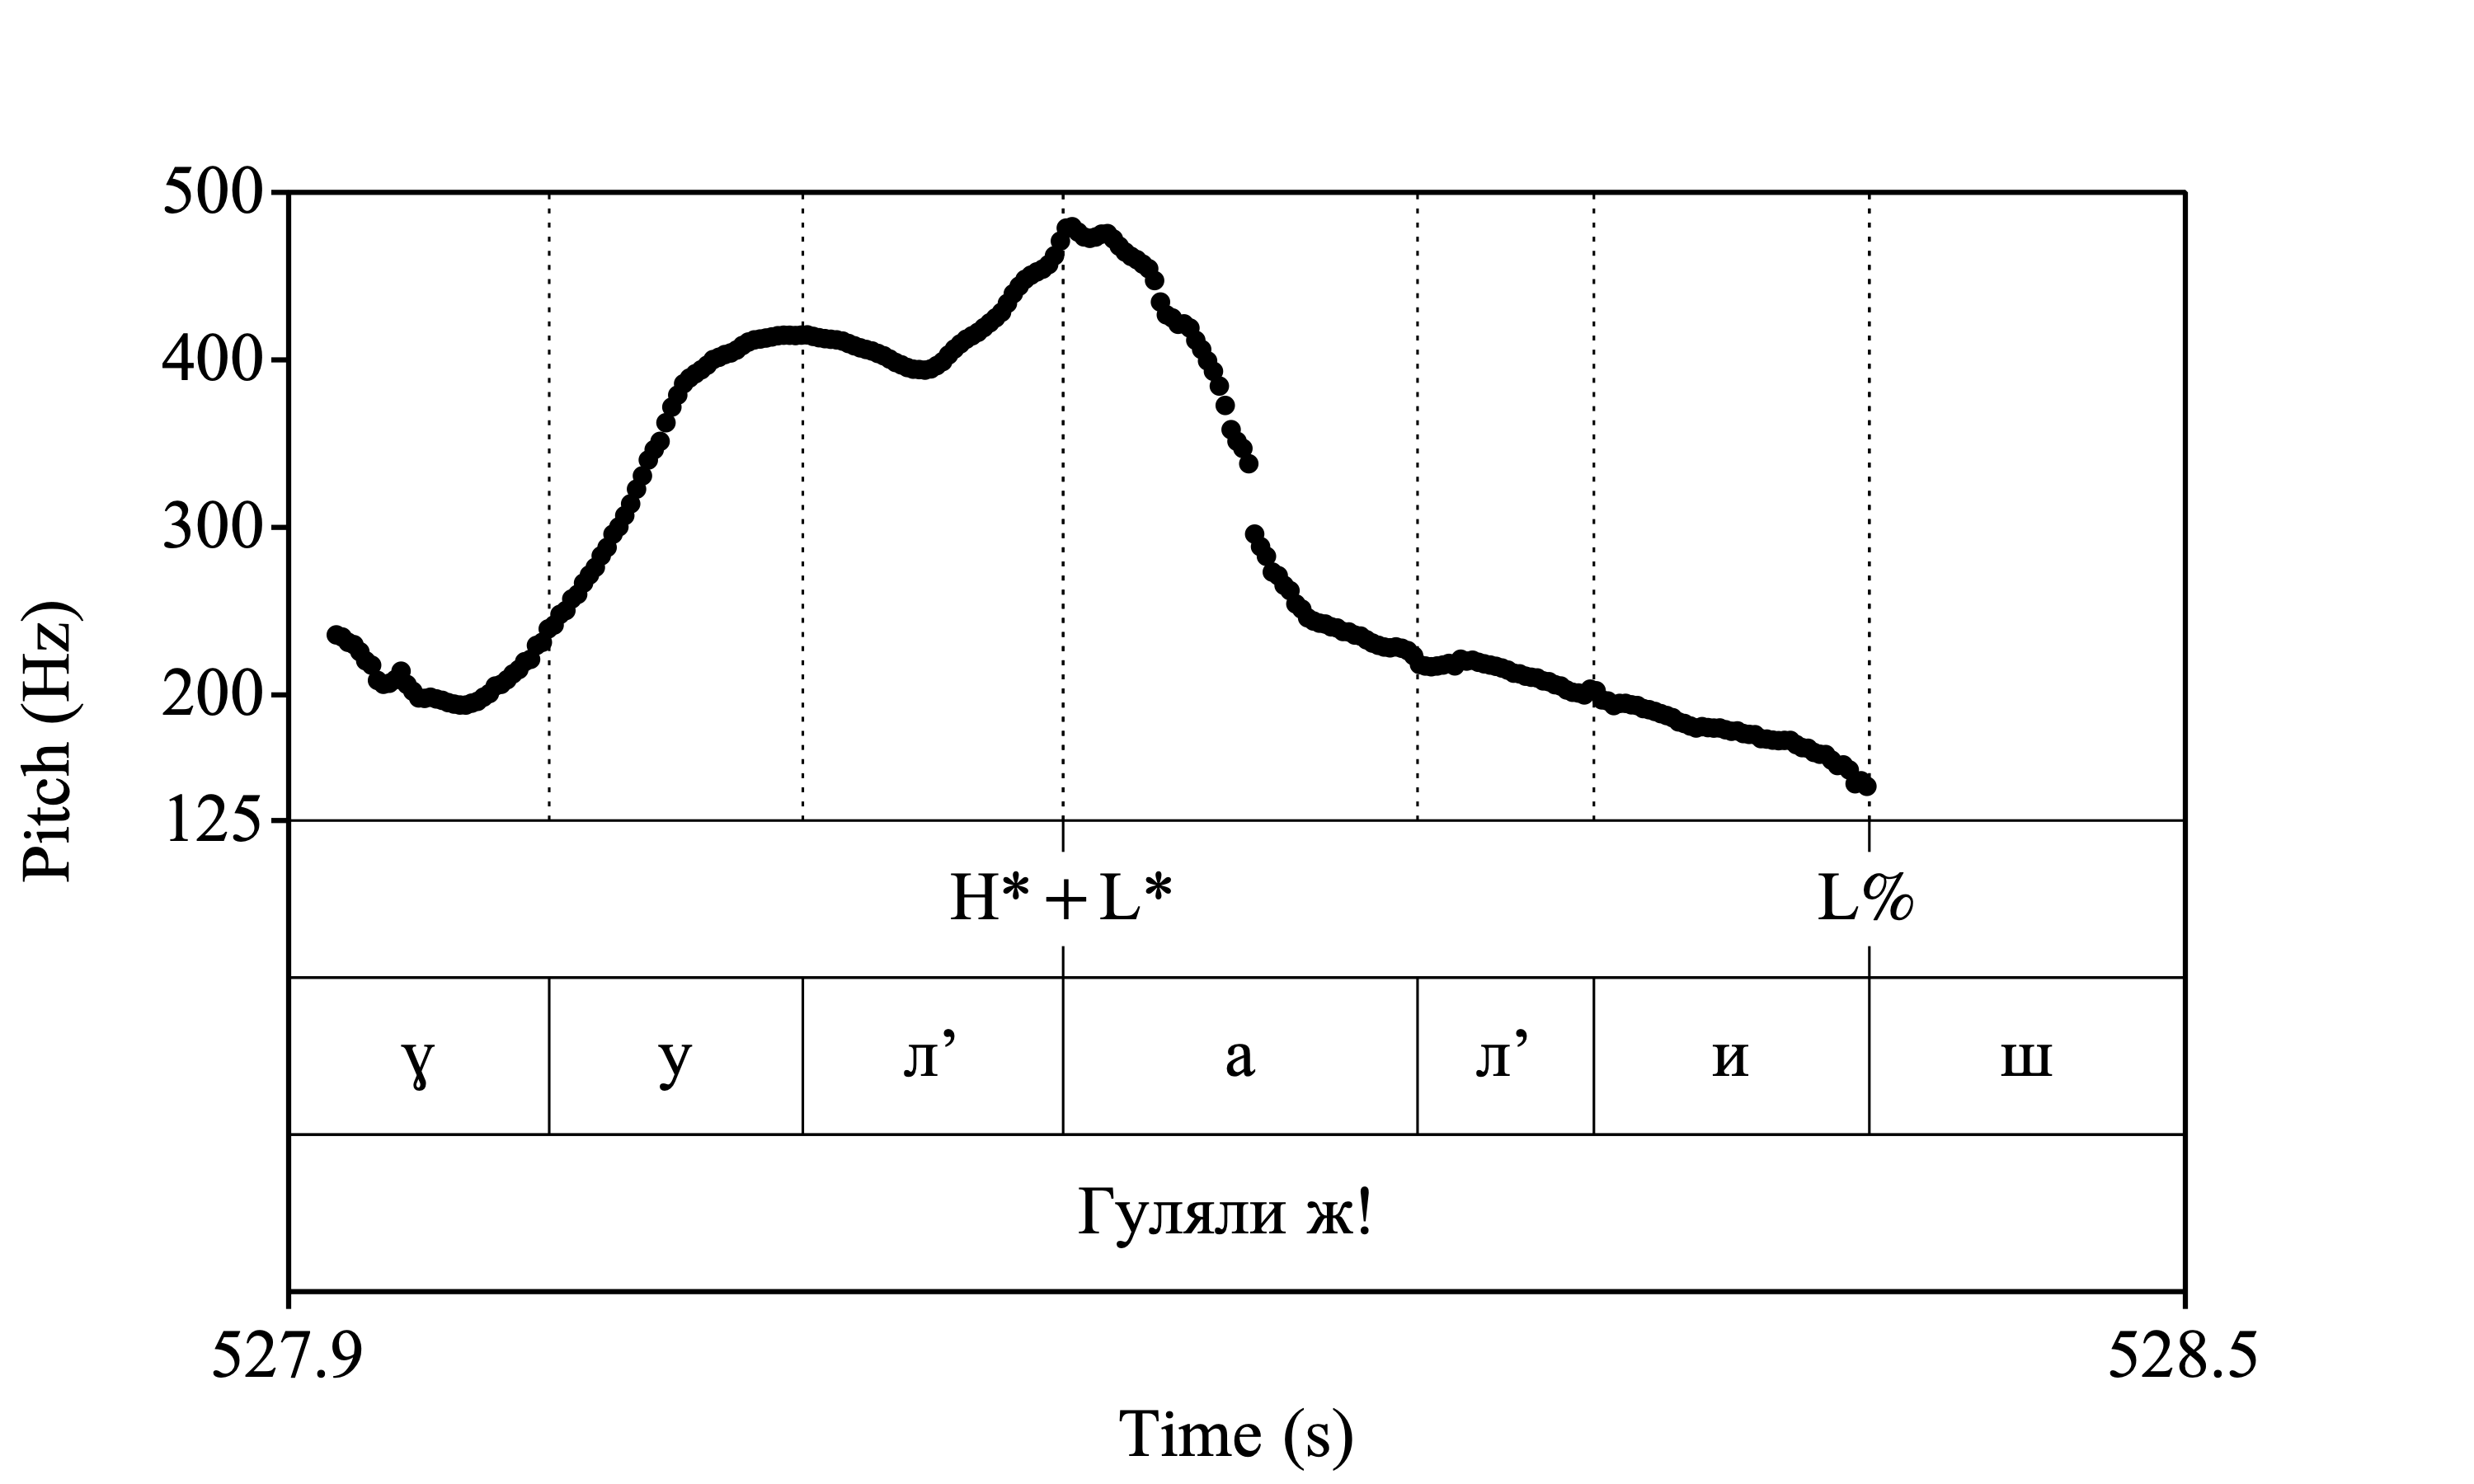 500
400
300
200
125
Pitch (Hz)
H* + L* L%
ɣ у л’ а л’ и ш
Гуляли ж!
527.9 528.5
Time (s)